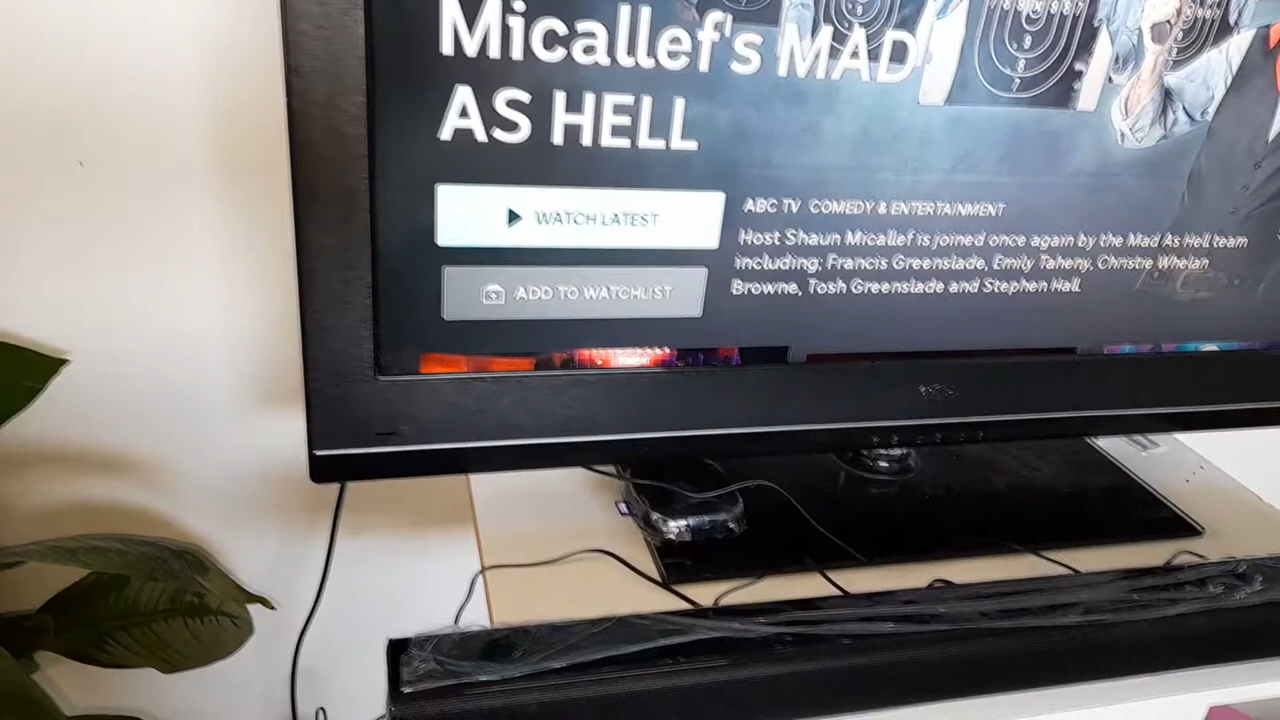 Micallef's MAD
AS HELL
WATCH LATEST
ADD TO WATCHLIST
ABC TV COMEDY & ENTERTAINMENT
Host Shaun Micallef is joined once again by the Mad As Hell team
including; Francis Greenslade, Emily Taheny, Christie Whelan
Browne, Tosh Greenslade and Stephen Hall.